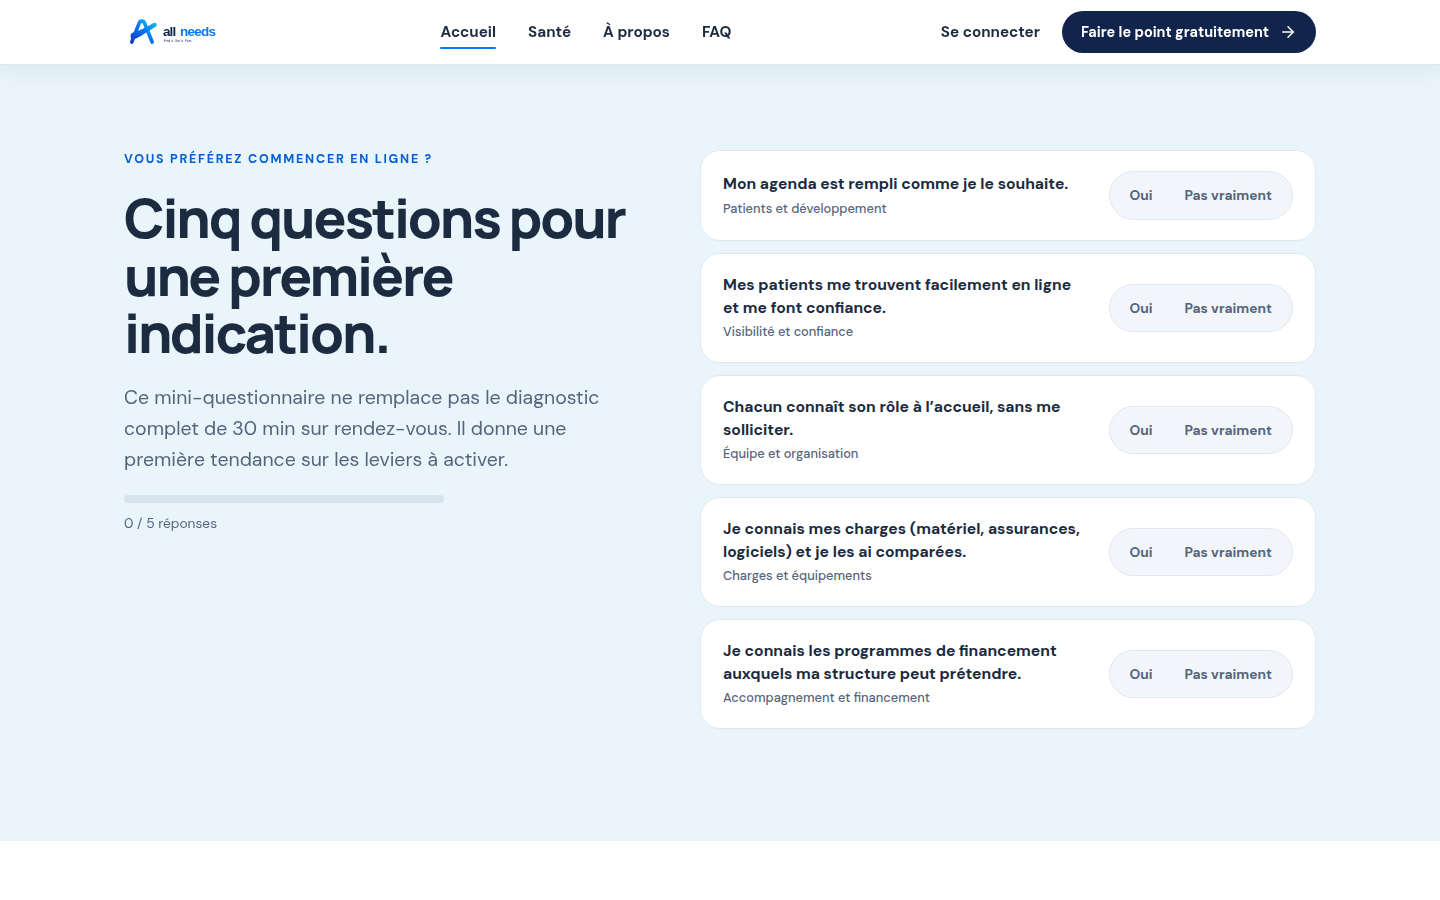 all needs
Accueil
Santé
À propos
FAQ
Se connecter
Faire le point gratuitement
VOUS PRÉFÉREZ COMMENCER EN LIGNE ?
Cinq questions pour
une première
indication.
Ce mini-questionnaire ne remplace pas le diagnostic
complet de 30 min sur rendez-vous. Il donne une
première tendance sur les leviers à activer.
0 / 5 réponses
Mon agenda est rempli comme je le souhaite.
Patients et développement
Oui
Pas vraiment
Mes patients me trouvent facilement en ligne
et me font confiance.
Visibilité et confiance
Oui
Pas vraiment
Chacun connaît son rôle à l’accueil, sans me
solliciter.
Équipe et organisation
Oui
Pas vraiment
Je connais mes charges (matériel, assurances,
logiciels) et je les ai comparées.
Charges et équipements
Oui
Pas vraiment
Je connais les programmes de financement
auxquels ma structure peut prétendre.
Accompagnement et financement
Oui
Pas vraiment